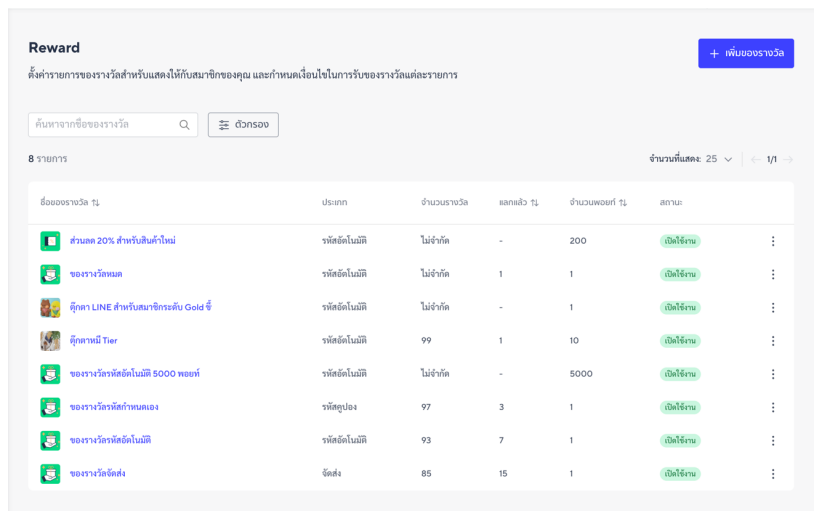 Reward
+ เพิ่มของรางวัล
ตั้งค่ารายการของรางวัลสำหรับแสดงให้กับสมาชิกของคุณ และกำหนดเงื่อนไขในการรับของรางวัลแต่ละรายการ
ค้นหาจากชื่อของรางวัล ตัวกรอง
8 รายการ จำนวนที่แสดง: 25 1/1
ชื่อของรางวัล ประเภท จำนวนรางวัล แลกแล้ว จำนวนพอยท์ สถานะ
ส่วนลด 20% สำหรับสินค้าใหม่ รหัสอัตโนมัติ ไม่จำกัด - 200 เปิดใช้งาน
ของรางวัลหมด รหัสอัตโนมัติ ไม่จำกัด 1 1 เปิดใช้งาน
ตุ๊กตา LINE สำหรับสมาชิกระดับ Gold ขึ้ รหัสอัตโนมัติ ไม่จำกัด - 1 เปิดใช้งาน
ตุ๊กตาหมี Tier รหัสอัตโนมัติ 99 1 10 เปิดใช้งาน
ของรางวัลรหัสอัตโนมัติ 5000 พอยท์ รหัสอัตโนมัติ ไม่จำกัด - 5000 เปิดใช้งาน
ของรางวัลรหัสกำหนดเอง รหัสคูปอง 97 3 1 เปิดใช้งาน
ของรางวัลรหัสอัตโนมัติ รหัสอัตโนมัติ 93 7 1 เปิดใช้งาน
ของรางวัลจัดส่ง จัดส่ง 85 15 1 เปิดใช้งาน